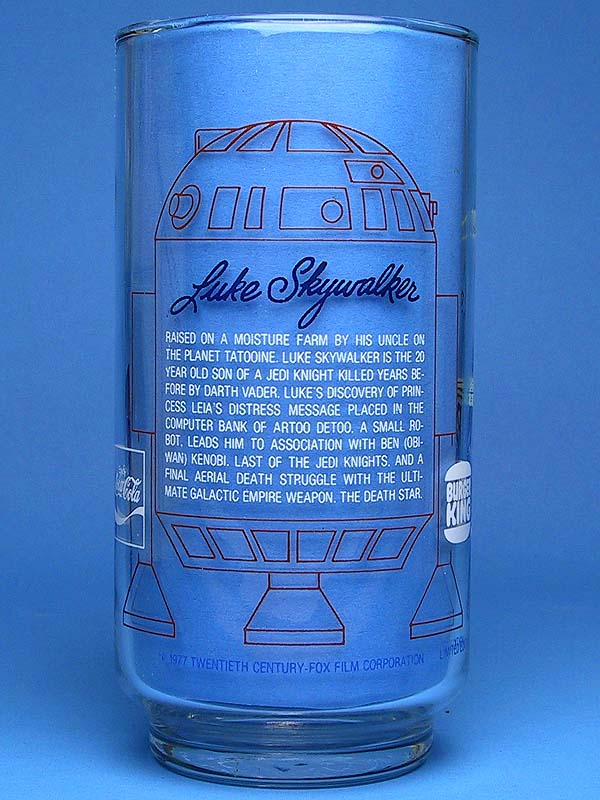 Luke Skywalker
RAISED ON A MOISTURE FARM BY HIS UNCLE ON
THE PLANET TATOOINE. LUKE SKYWALKER IS THE 20
YEAR OLD SON OF A JEDI KNIGHT KILLED YEARS BE-
FORE BY DARTH VADER. LUKE'S DISCOVERY OF PRIN-
CESS LEIA'S DISTRESS MESSAGE PLACED IN THE
COMPUTER BANK OF ARTOO DETOO. A SMALL RO-
BOT, LEADS HIM TO ASSOCIATION WITH BEN (OBI-
WAN) KENOBI. LAST OF THE JEDI KNIGHTS. AND A
FINAL AERIAL DEATH STRUGGLE WITH THE ULTI-
MATE GALACTIC EMPIRE WEAPON. THE DEATH STAR.
Coca-Cola
BURGER
KING
© 1977 TWENTIETH CENTURY-FOX FILM CORPORATION